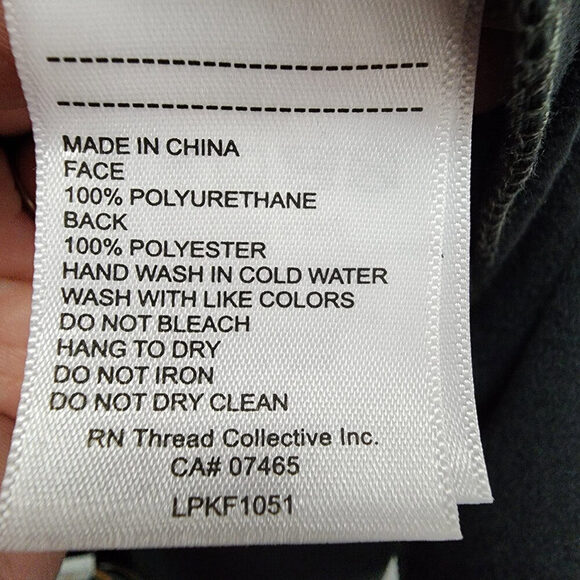 MADE IN CHINA
FACE
100% POLYURETHANE
BACK
100% POLYESTER
HAND WASH IN COLD WATER
WASH WITH LIKE COLORS
DO NOT BLEACH
HANG TO DRY
DO NOT IRON
DO NOT DRY CLEAN
RN Thread Collective Inc.
CA# 07465
LPKF1051